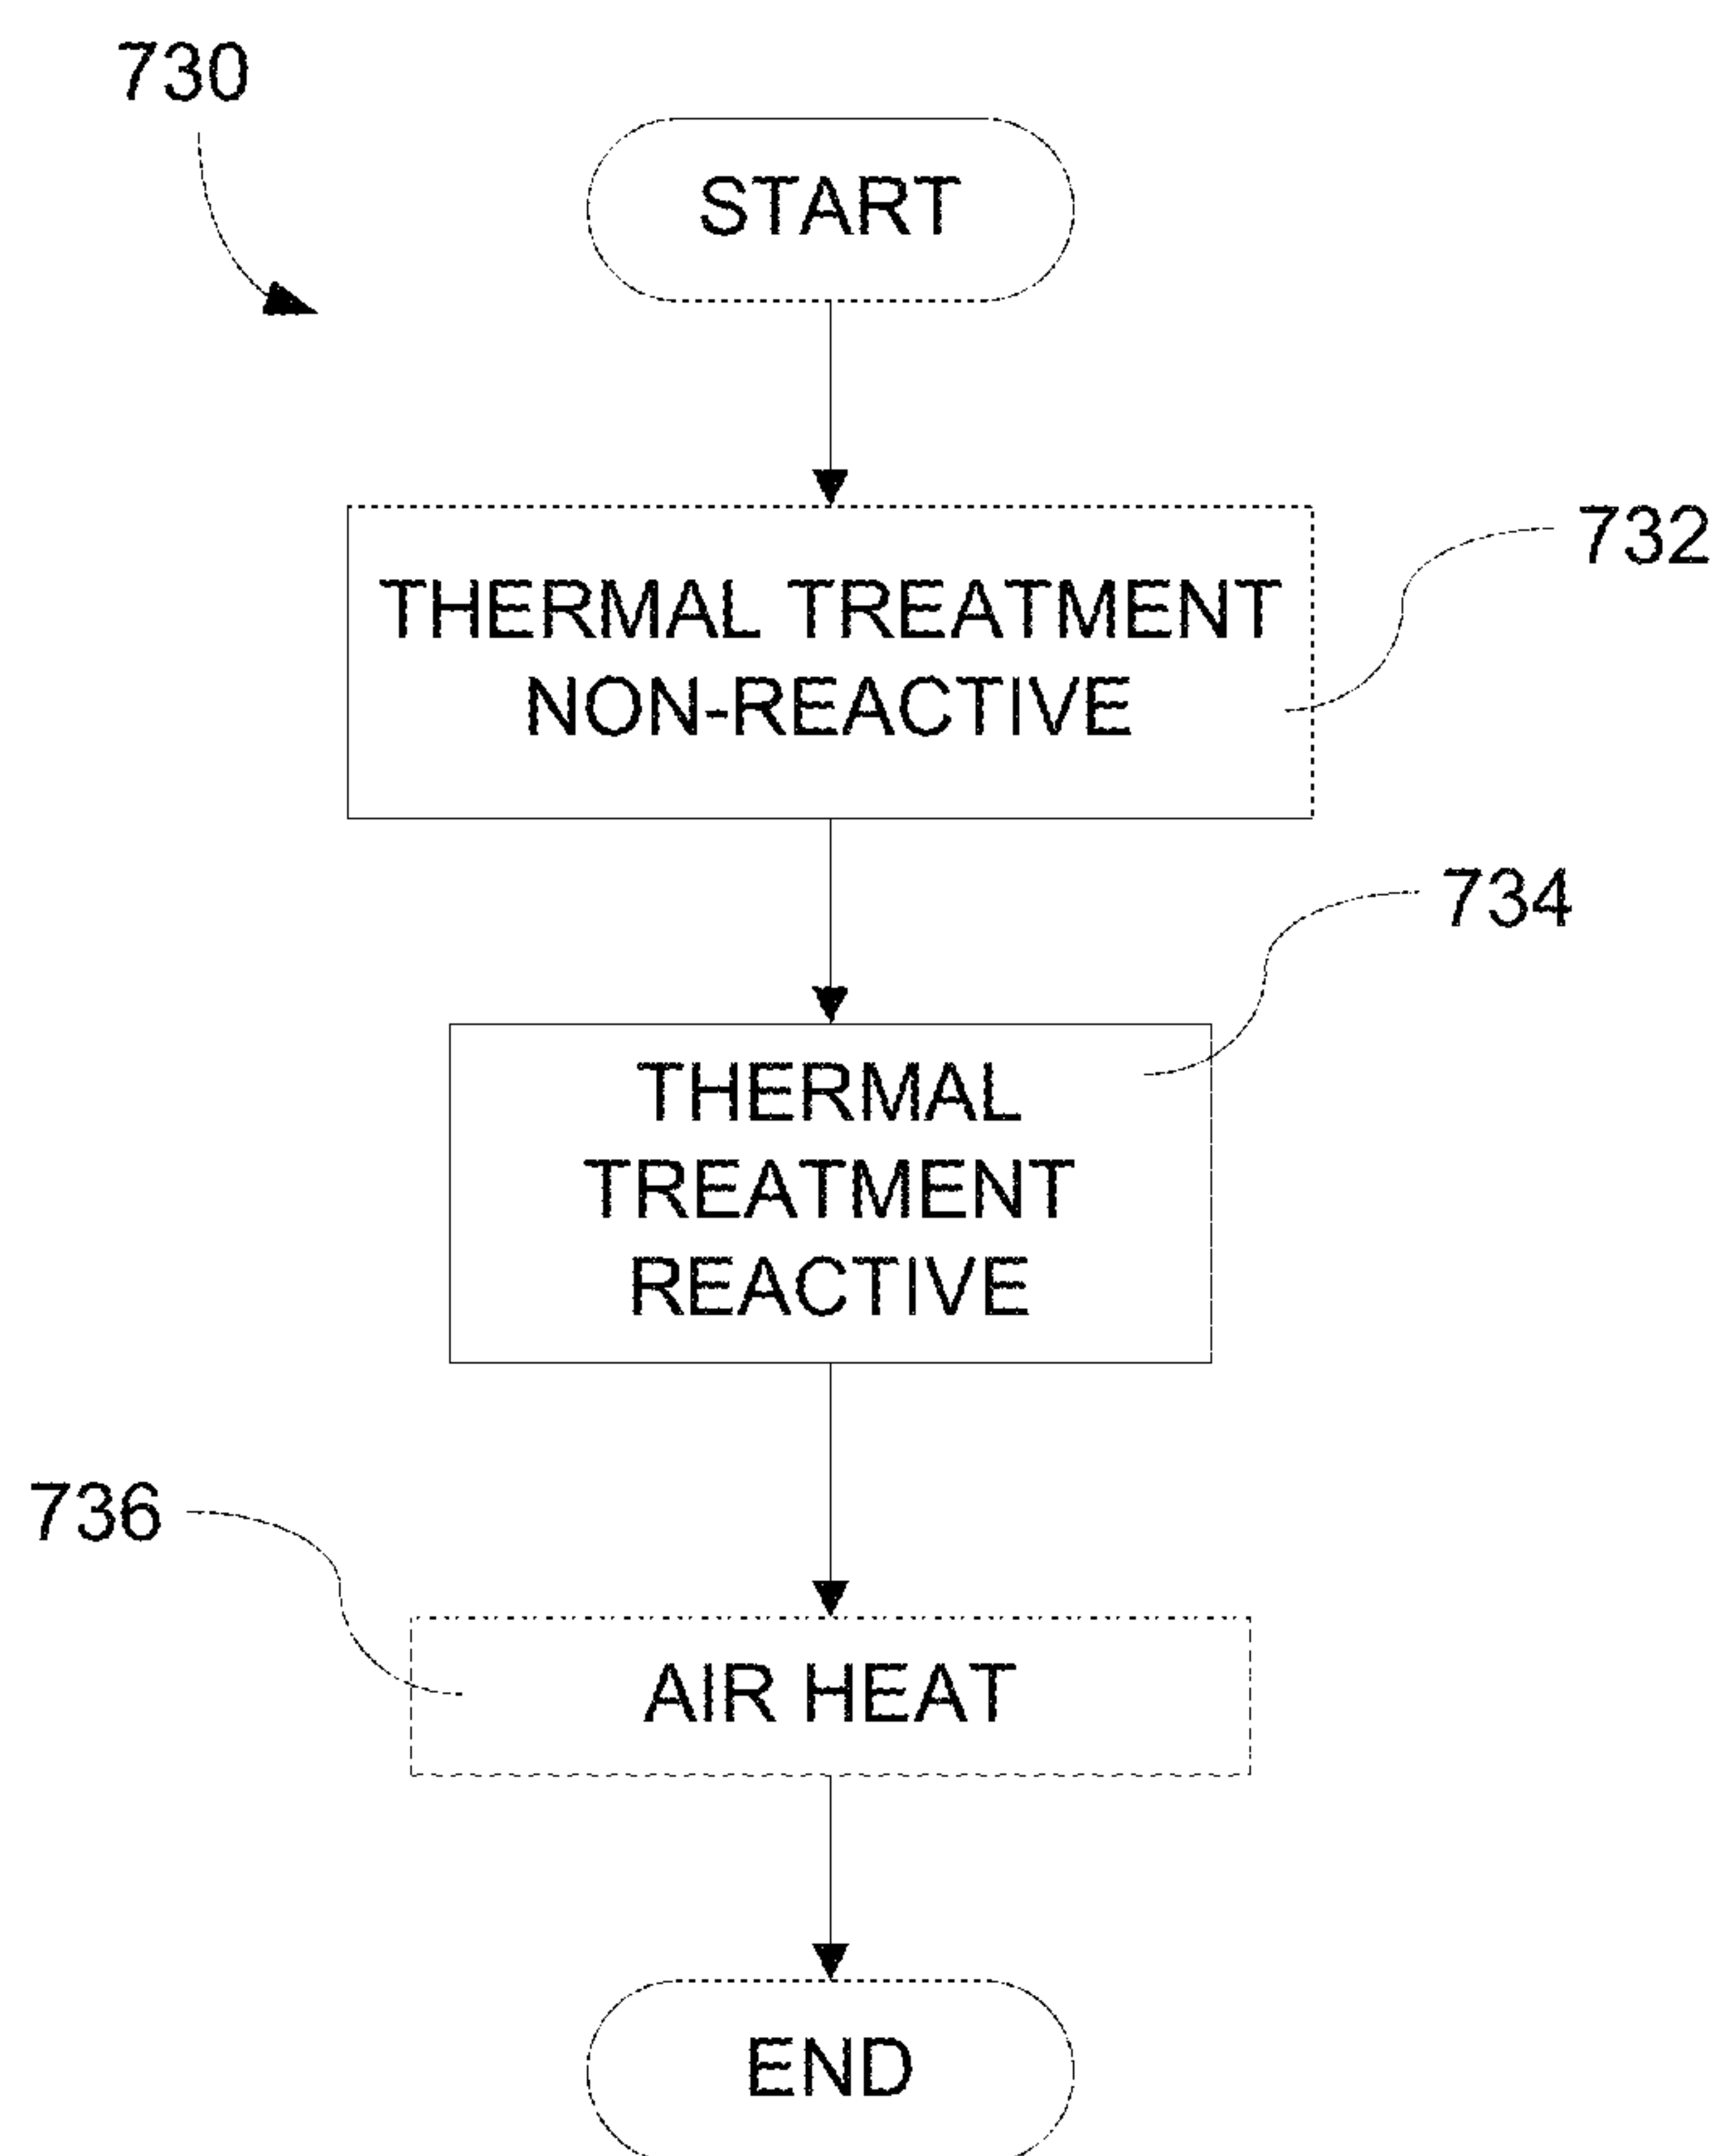 730
START
THERMAL TREATMENT
NON-REACTIVE
732
734
THERMAL
TREATMENT
REACTIVE
736
AIR HEAT
END